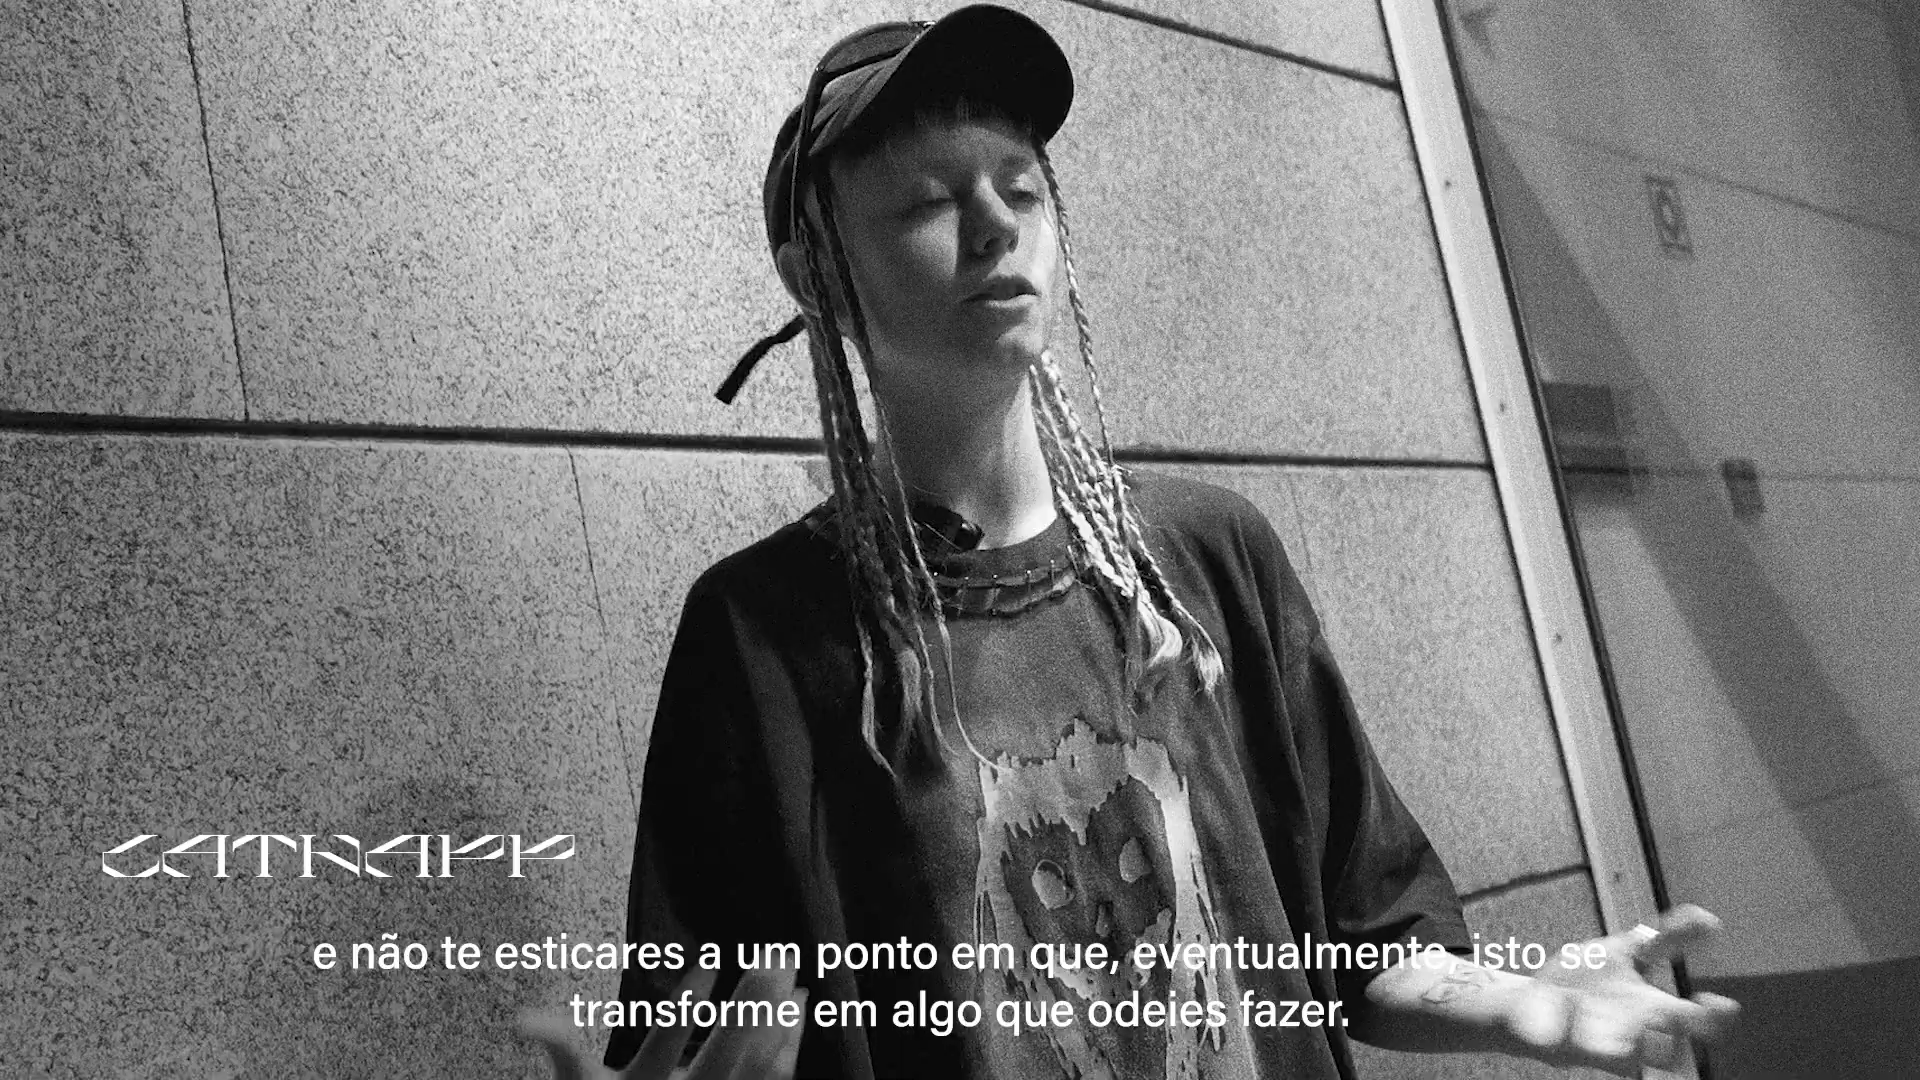 CATNAPP
e não te esticares a um ponto em que, eventualmente, isto se
transforme em algo que odeies fazer.